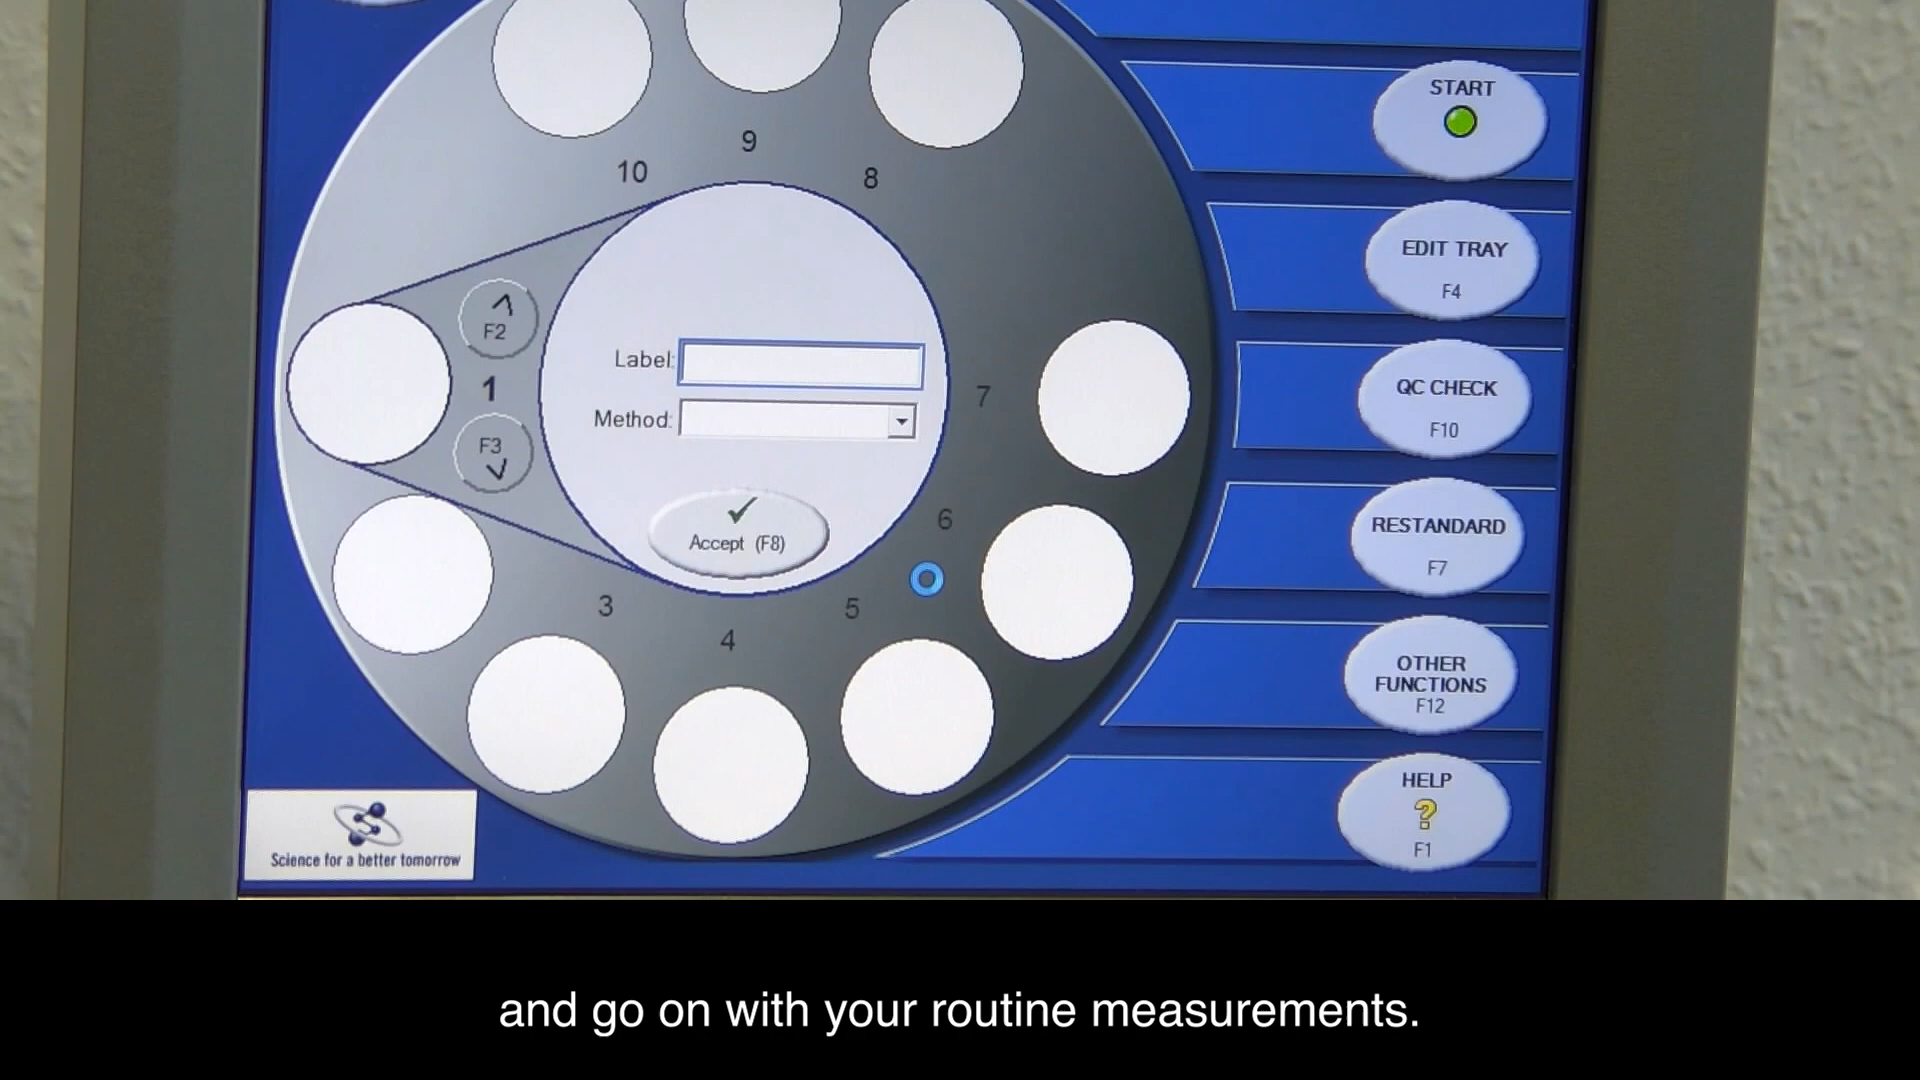 START
9
10
8
EDIT TRAY
F4
F2
Label:
1
7
QC CHECK
Method:
F10
F3
6
RESTANDARD
Accept (F8)
F7
3
5
4
OTHER
FUNCTIONS
F12
HELP
?
F1
Science for a better tomorrow
and go on with your routine measurements.